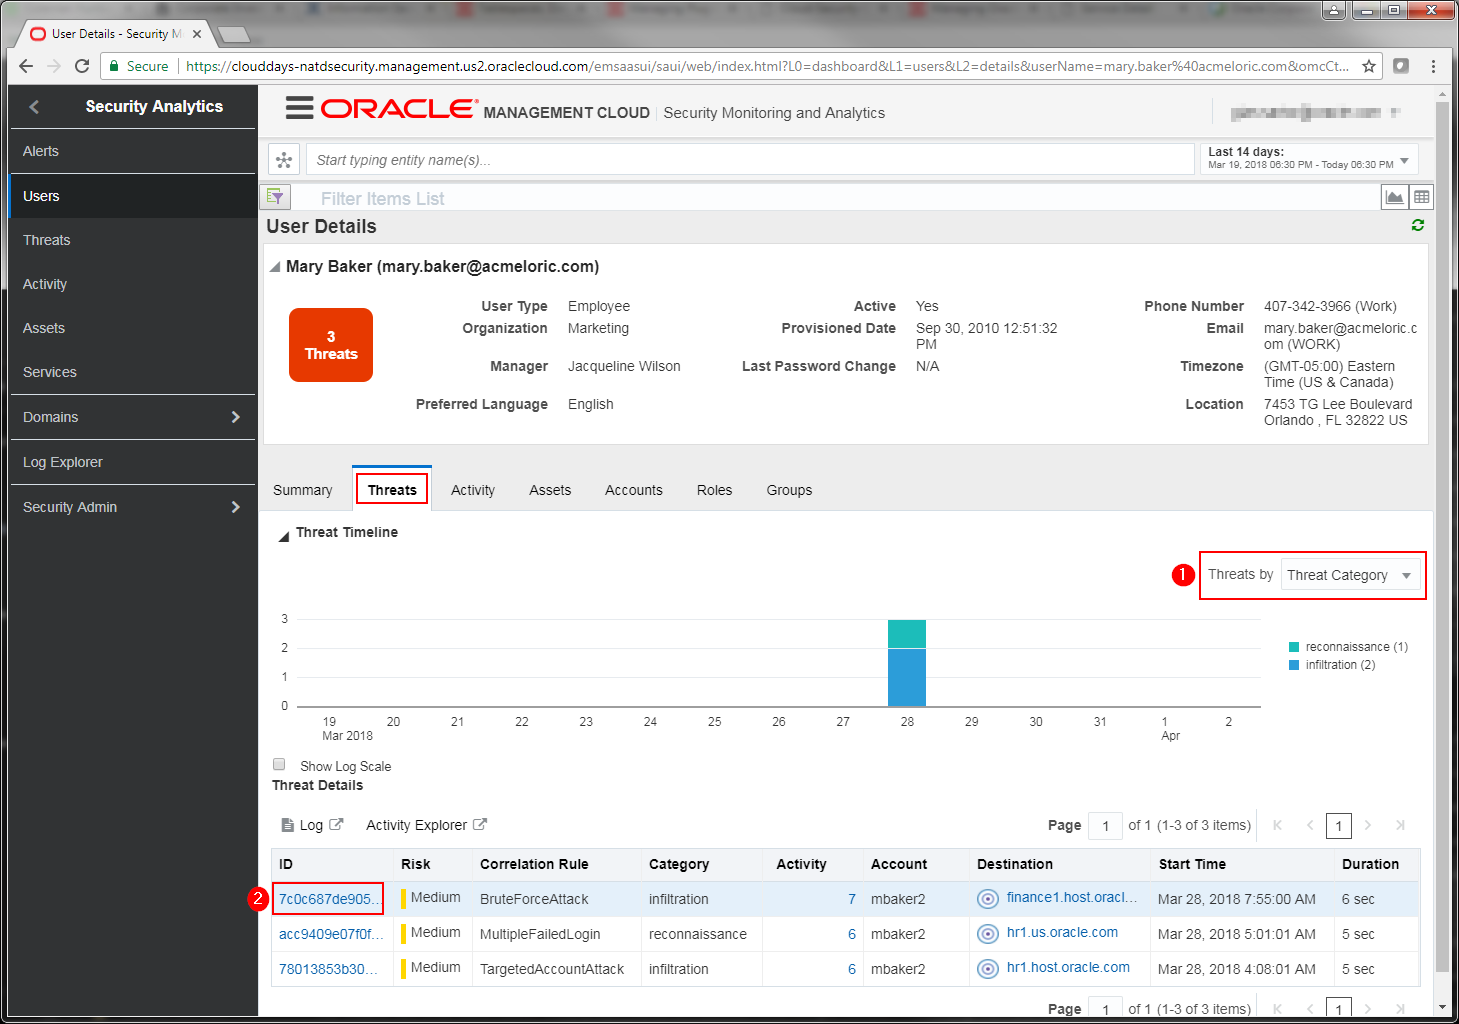 User Details - Security M
Secure
https://clouddays-natdsecurity.management.us2.oraclecloud.com/emsaasui/saui/web/index.html?L0=dashboard&L1=users&L2=details&userName=mary.baker%40acmeloric.com&omcCt...
Security Analytics
ORACLE MANAGEMENT CLOUD Security Monitoring and Analytics
Alerts
Users
Threats
Activity
Assets
Services
Domains
Log Explorer
Security Admin
Start typing entity name(s)...
Last 14 days:
Mar 19, 2018 06:30 PM - Today 06:30 PM
Filter Items List
User Details
Mary Baker (mary.baker@acmeloric.com)
3
Threats
User Type Employee
Organization Marketing
Manager Jacqueline Wilson
Preferred Language English
Active Yes
Provisioned Date Sep 30, 2010 12:51:32
PM
Last Password Change N/A
Phone Number 407-342-3966 (Work)
Email mary.baker@acmeloric.c
om (WORK)
Timezone (GMT-05:00) Eastern
Time (US & Canada)
Location 7453 TG Lee Boulevard
Orlando , FL 32822 US
Summary Threats Activity Assets Accounts Roles Groups
Threat Timeline
1 Threats by Threat Category
3
2
1
0
19 20 21 22 23 24 25 26 27 28 29 30 31 1 2
Mar 2018 Apr
reconnaissance (1)
infiltration (2)
Show Log Scale
Threat Details
Log Activity Explorer Page 1 of 1 (1-3 of 3 items) 1
ID Risk Correlation Rule Category Activity Account Destination Start Time Duration
2 7c0c687de905... Medium BruteForceAttack infiltration 7 mbaker2 finance1.host.oracl... Mar 28, 2018 7:55:00 AM 6 sec
acc9409e07f0f... Medium MultipleFailedLogin reconnaissance 6 mbaker2 hr1.us.oracle.com Mar 28, 2018 5:01:01 AM 5 sec
78013853b30... Medium TargetedAccountAttack infiltration 6 mbaker2 hr1.host.oracle.com Mar 28, 2018 4:08:01 AM 5 sec
Page 1 of 1 (1-3 of 3 items) 1